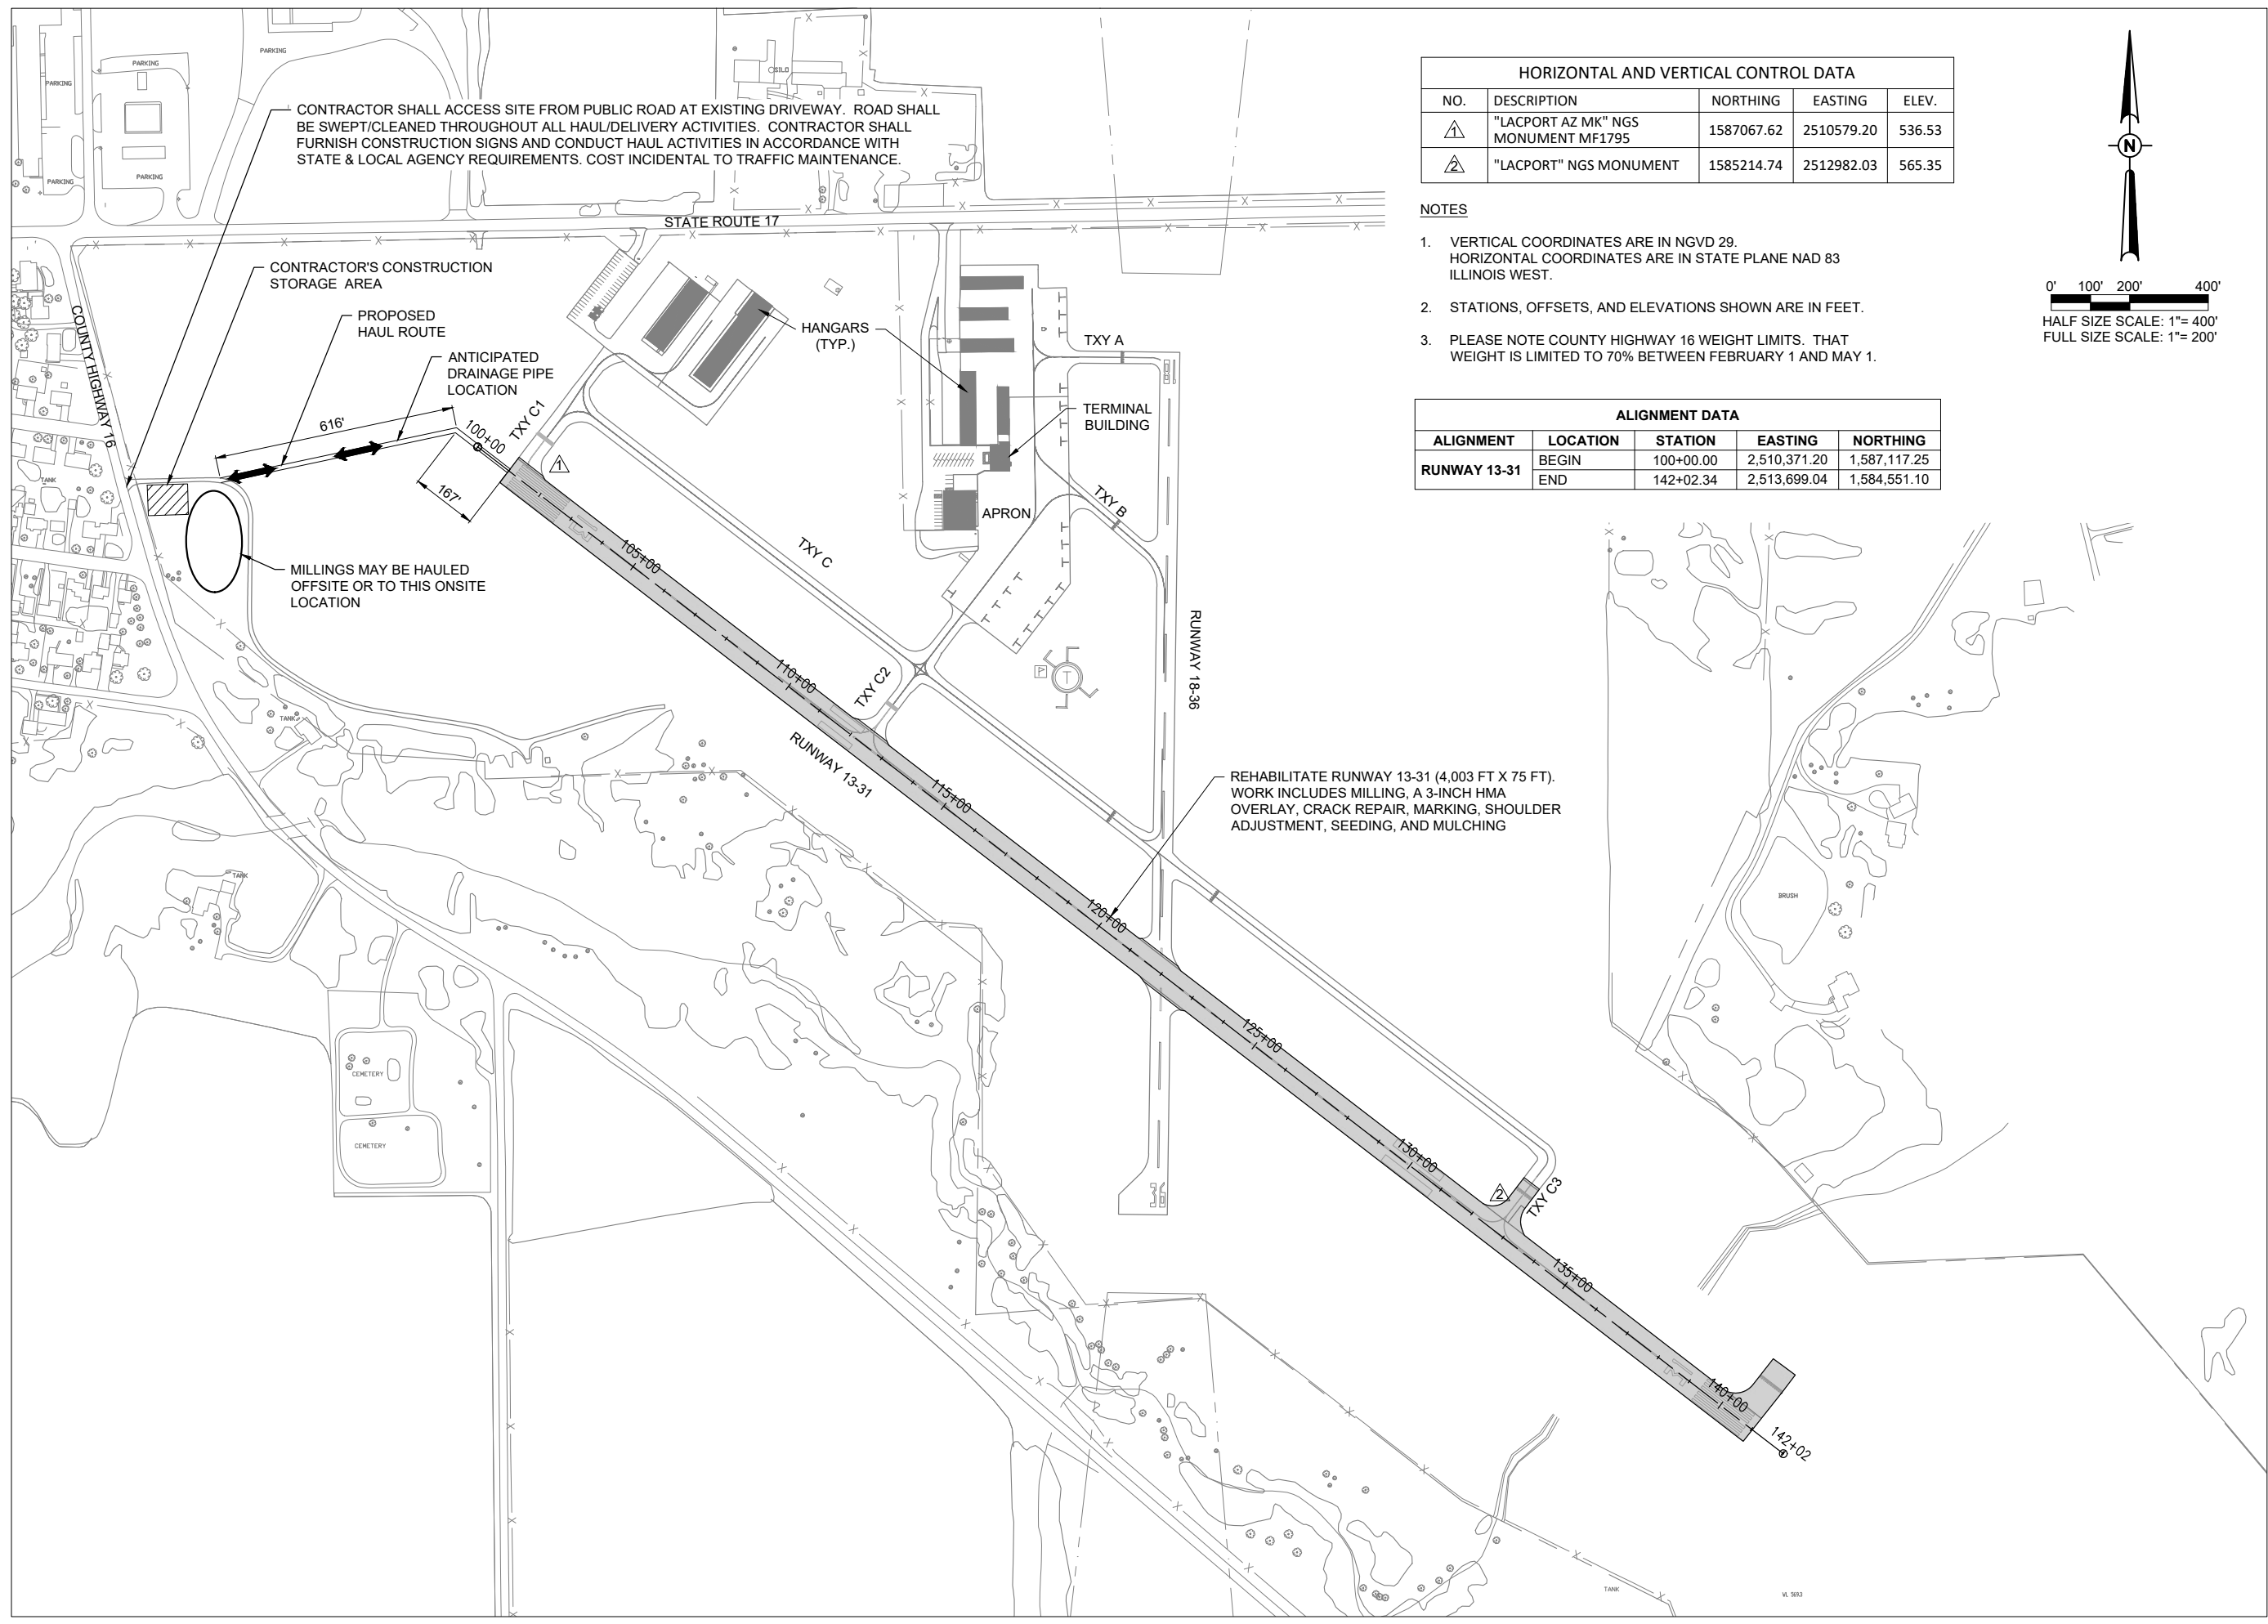 PARKING
PARKING
PARKING
PARKING
PARKING
SILO
CONTRACTOR SHALL ACCESS SITE FROM PUBLIC ROAD AT EXISTING DRIVEWAY. ROAD SHALL
BE SWEPT/CLEANED THROUGHOUT ALL HAUL/DELIVERY ACTIVITIES. CONTRACTOR SHALL
FURNISH CONSTRUCTION SIGNS AND CONDUCT HAUL ACTIVITIES IN ACCORDANCE WITH
STATE & LOCAL AGENCY REQUIREMENTS. COST INCIDENTAL TO TRAFFIC MAINTENANCE.
HORIZONTAL AND VERTICAL CONTROL DATA
NO. DESCRIPTION NORTHING EASTING ELEV.
1 "LACPORT AZ MK" NGS
MONUMENT MF1795 1587067.62 2510579.20 536.53
2 "LACPORT" NGS MONUMENT 1585214.74 2512982.03 565.35
N
0' 100' 200' 400'
HALF SIZE SCALE: 1"= 400'
FULL SIZE SCALE: 1"= 200'
NOTES
1. VERTICAL COORDINATES ARE IN NGVD 29.
HORIZONTAL COORDINATES ARE IN STATE PLANE NAD 83
ILLINOIS WEST.
2. STATIONS, OFFSETS, AND ELEVATIONS SHOWN ARE IN FEET.
3. PLEASE NOTE COUNTY HIGHWAY 16 WEIGHT LIMITS. THAT
WEIGHT IS LIMITED TO 70% BETWEEN FEBRUARY 1 AND MAY 1.
ALIGNMENT DATA
ALIGNMENT LOCATION STATION EASTING NORTHING
RUNWAY 13-31 BEGIN 100+00.00 2,510,371.20 1,587,117.25
END 142+02.34 2,513,699.04 1,584,551.10
STATE ROUTE 17
COUNTY HIGHWAY 16
CONTRACTOR'S CONSTRUCTION
STORAGE AREA
PROPOSED
HAUL ROUTE
ANTICIPATED
DRAINAGE PIPE
LOCATION
616'
167'
100+00
TXY C1
1
HANGARS
(TYP.)
TXY A
TERMINAL
BUILDING
APRON
TXY B
TXY C
TANK
MILLINGS MAY BE HAULED
OFFSITE OR TO THIS ONSITE
LOCATION
13
105+00
110+00
TXY C2
RUNWAY 18-36
T
RUNWAY 13-31
115+00
TANK
REHABILITATE RUNWAY 13-31 (4,003 FT X 75 FT).
WORK INCLUDES MILLING, A 3-INCH HMA
OVERLAY, CRACK REPAIR, MARKING, SHOULDER
ADJUSTMENT, SEEDING, AND MULCHING
TANK
BRUSH
120+00
125+00
CEMETERY
CEMETERY
130+00
36
2
TXY C3
135+00
31
140+00
142+02
TANK